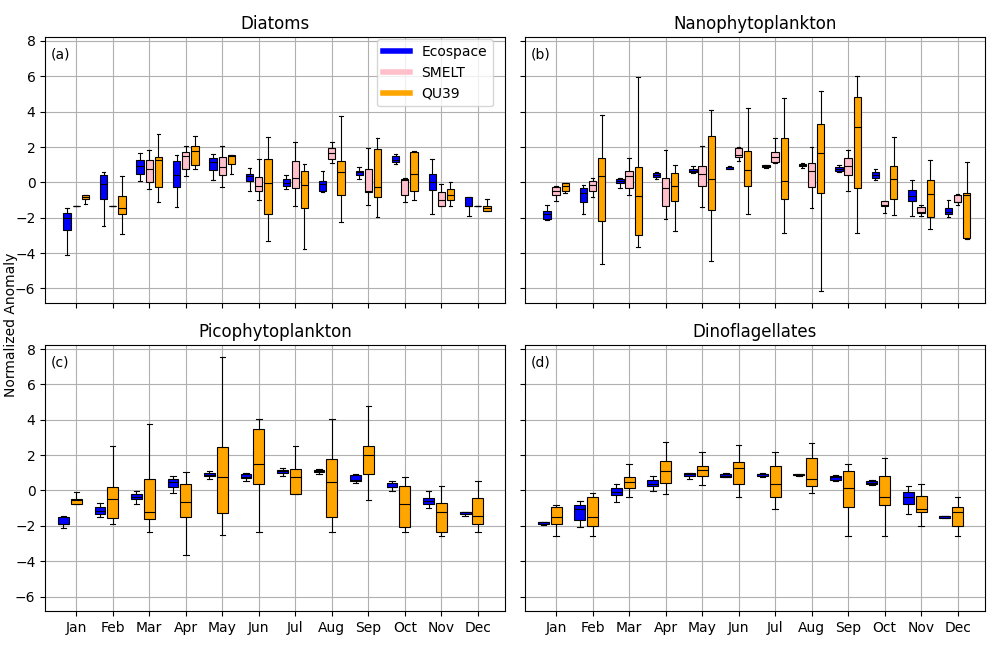 Diatoms
Nanophytoplankton
(a)
Ecospace
SMELT
QU39
(b)
8
6
4
2
0
−2
−4
−6
Normalized Anomaly
Picophytoplankton
Dinoflagellates
(c)
(d)
8
6
4
2
0
−2
−4
−6
Jan Feb Mar Apr May Jun Jul Aug Sep Oct Nov Dec
Jan Feb Mar Apr May Jun Jul Aug Sep Oct Nov Dec